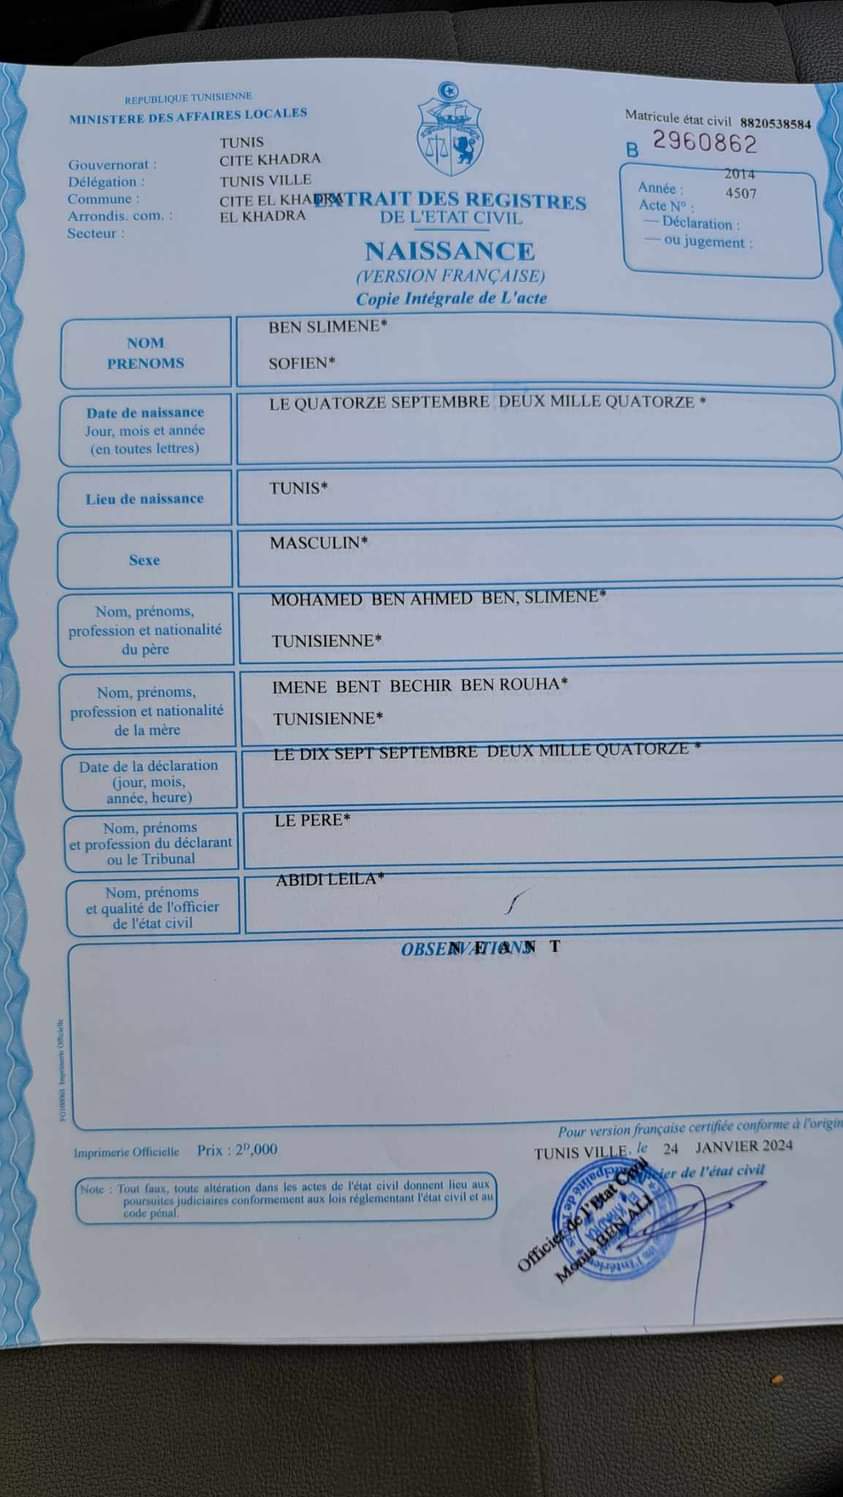 REPUBLIQUE TUNISIENNE
MINISTERE DES AFFAIRES LOCALES
Matricule état civil 8820538584
B 2960862
TUNIS
Gouvernorat : CITE KHADRA
Délégation : TUNIS VILLE
Commune : CITE EL KHADRA
Arrondis. com. : EL KHADRA
Secteur :
2014
Année : 4507
Acte N° :
— Déclaration :
— ou jugement :
EXTRAIT DES REGISTRES
DE L'ETAT CIVIL
NAISSANCE
(VERSION FRANÇAISE)
Copie Intégrale de L'acte
NOM
PRENOMS
BEN SLIMENE*
SOFIEN*
Date de naissance
Jour, mois et année
(en toutes lettres)
LE QUATORZE SEPTEMBRE DEUX MILLE QUATORZE *
Lieu de naissance
TUNIS*
Sexe
MASCULIN*
Nom, prénoms,
profession et nationalité
du père
MOHAMED BEN AHMED BEN, SLIMENE*
TUNISIENNE*
Nom, prénoms,
profession et nationalité
de la mère
IMENE BENT BECHIR BEN ROUHA*
TUNISIENNE*
Date de la déclaration
(jour, mois,
année, heure)
LE DIX SEPT SEPTEMBRE DEUX MILLE QUATORZE *
Nom, prénoms
et profession du déclarant
ou le Tribunal
LE PERE*
Nom, prénoms
et qualité de l'officier
de l'état civil
ABIDI LEILA*
OBSERVATIONS
N E A N T
Imprimerie Officielle
Imprimerie Officielle Prix : 2ᴰ,000
Note : Tout faux, toute altération dans les actes de l'état civil donnent lieu aux
poursuites judiciaires conformement aux lois réglementant l'état civil et au
code pénal.
Pour version française certifiée conforme à l'origin
TUNIS VILLE, le 24 JANVIER 2024
Officier de l'état civil
Officier de l'Etat Civil
Monia BEN ALI